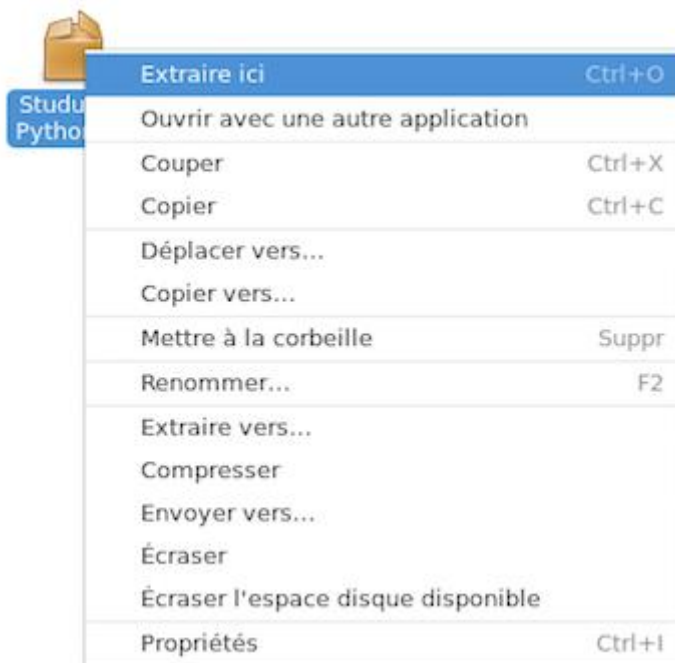 Extraire ici Ctrl+O
Studu
Pytho
Ouvrir avec une autre application
Couper Ctrl+X
Copier Ctrl+C
Déplacer vers...
Copier vers...
Mettre à la corbeille Suppr
Renommer... F2
Extraire vers...
Compresser
Envoyer vers...
Écraser
Écraser l'espace disque disponible
Propriétés Ctrl+I